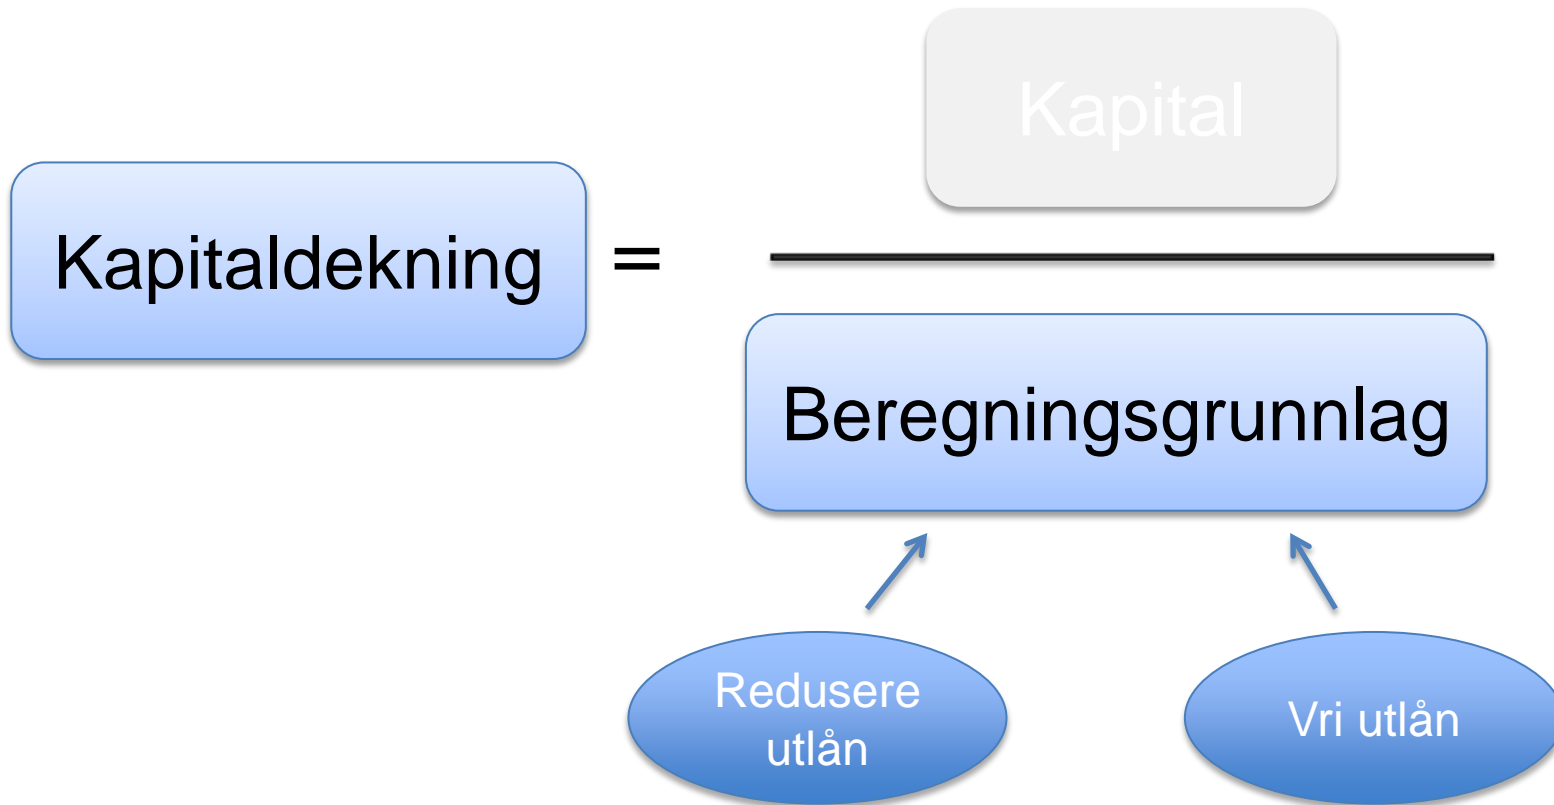 Kapital
Kapitaldekning
=
Beregningsgrunnlag
Redusere
utlån
Vri utlån